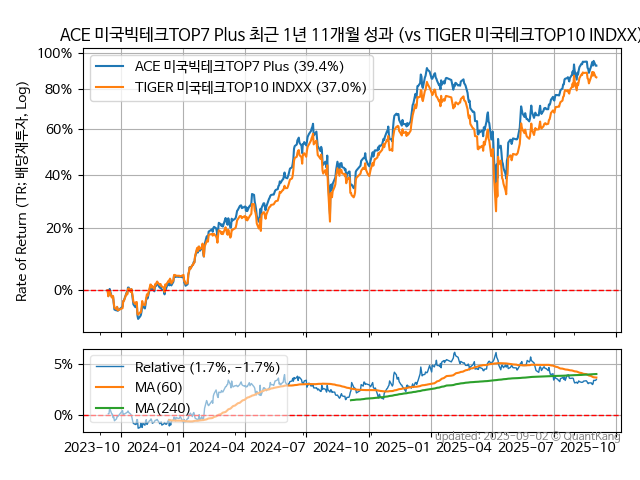 ACE 미국빅테크TOP7 Plus 최근 1년 11개월 성과 (vs TIGER 미국테크TOP10 INDXX)
100%
80%
60%
40%
20%
0%
Rate of Return (TR: 배당재투자, Log)
ACE 미국빅테크TOP7 Plus (39.4%)
TIGER 미국테크TOP10 INDXX (37.0%)
5%
0%
Relative (1.7%, -1.7%)
MA(60)
MA(240)
updated: 2025-09-02 © QuantKang
2023-10 2024-01 2024-04 2024-07 2024-10 2025-01 2025-04 2025-07 2025-10